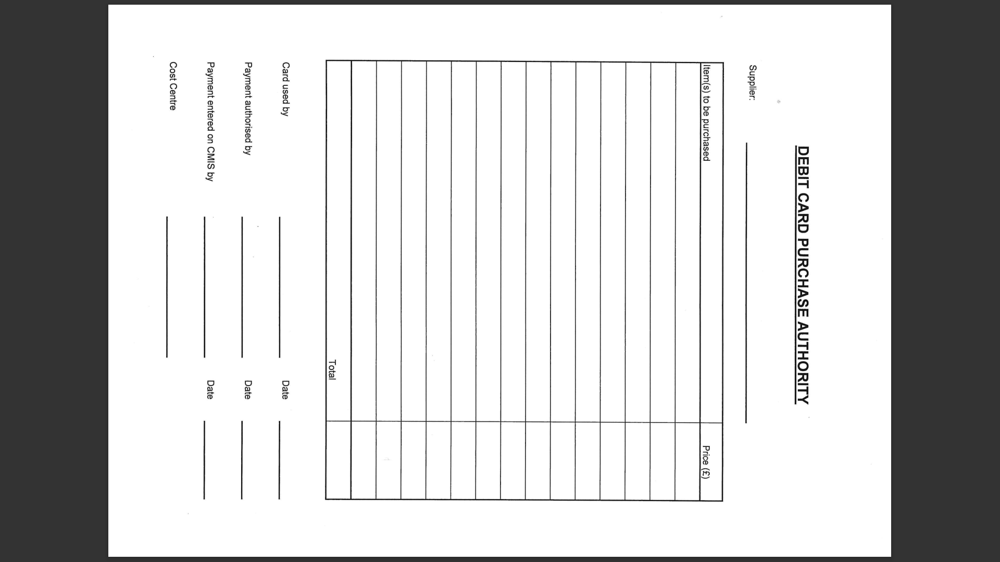 DEBIT CARD PURCHASE AUTHORITY
Supplier:
Item(s) to be purchased Price (£)
Total
Card used by Date
Payment authorised by Date
Payment entered on CMIS by Date
Cost Centre